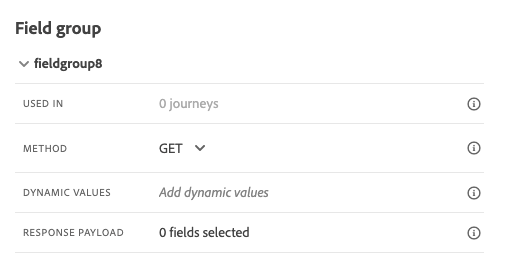 Field group
fieldgroup8
USED IN 0 journeys
METHOD GET
DYNAMIC VALUES Add dynamic values
RESPONSE PAYLOAD 0 fields selected